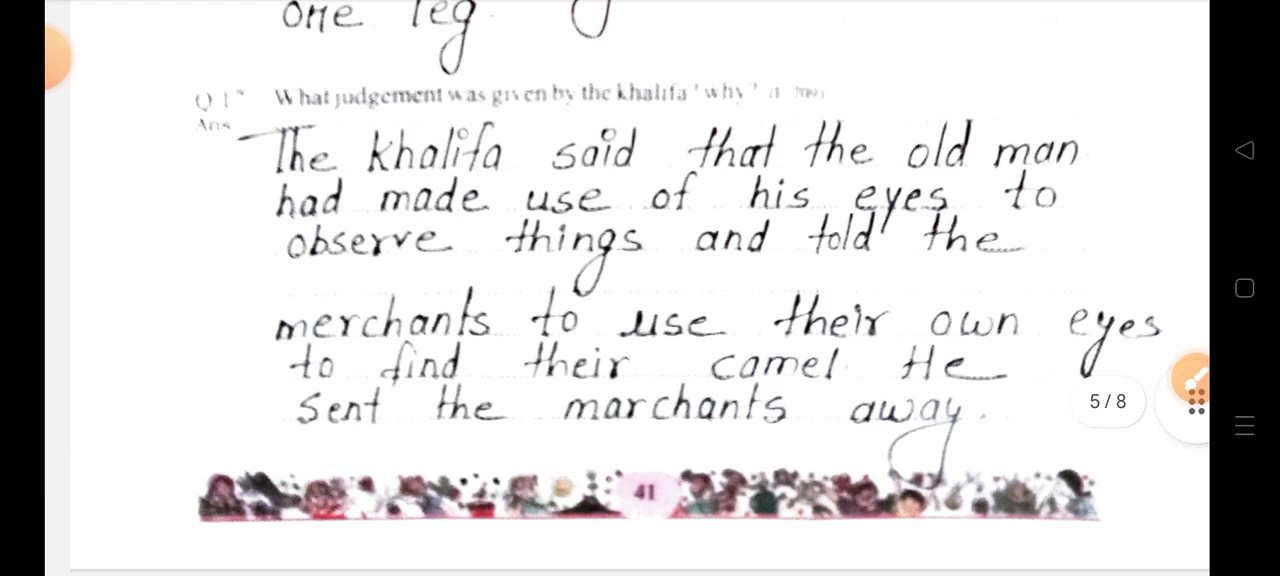 one leg
What judgement was given by the khalifa? why?
Ans
The khalifa said that the old man
had made use of his eyes to
observe things and told the
merchants to use their own eyes
to find their camel. He
sent the marchants away.
5/8
41